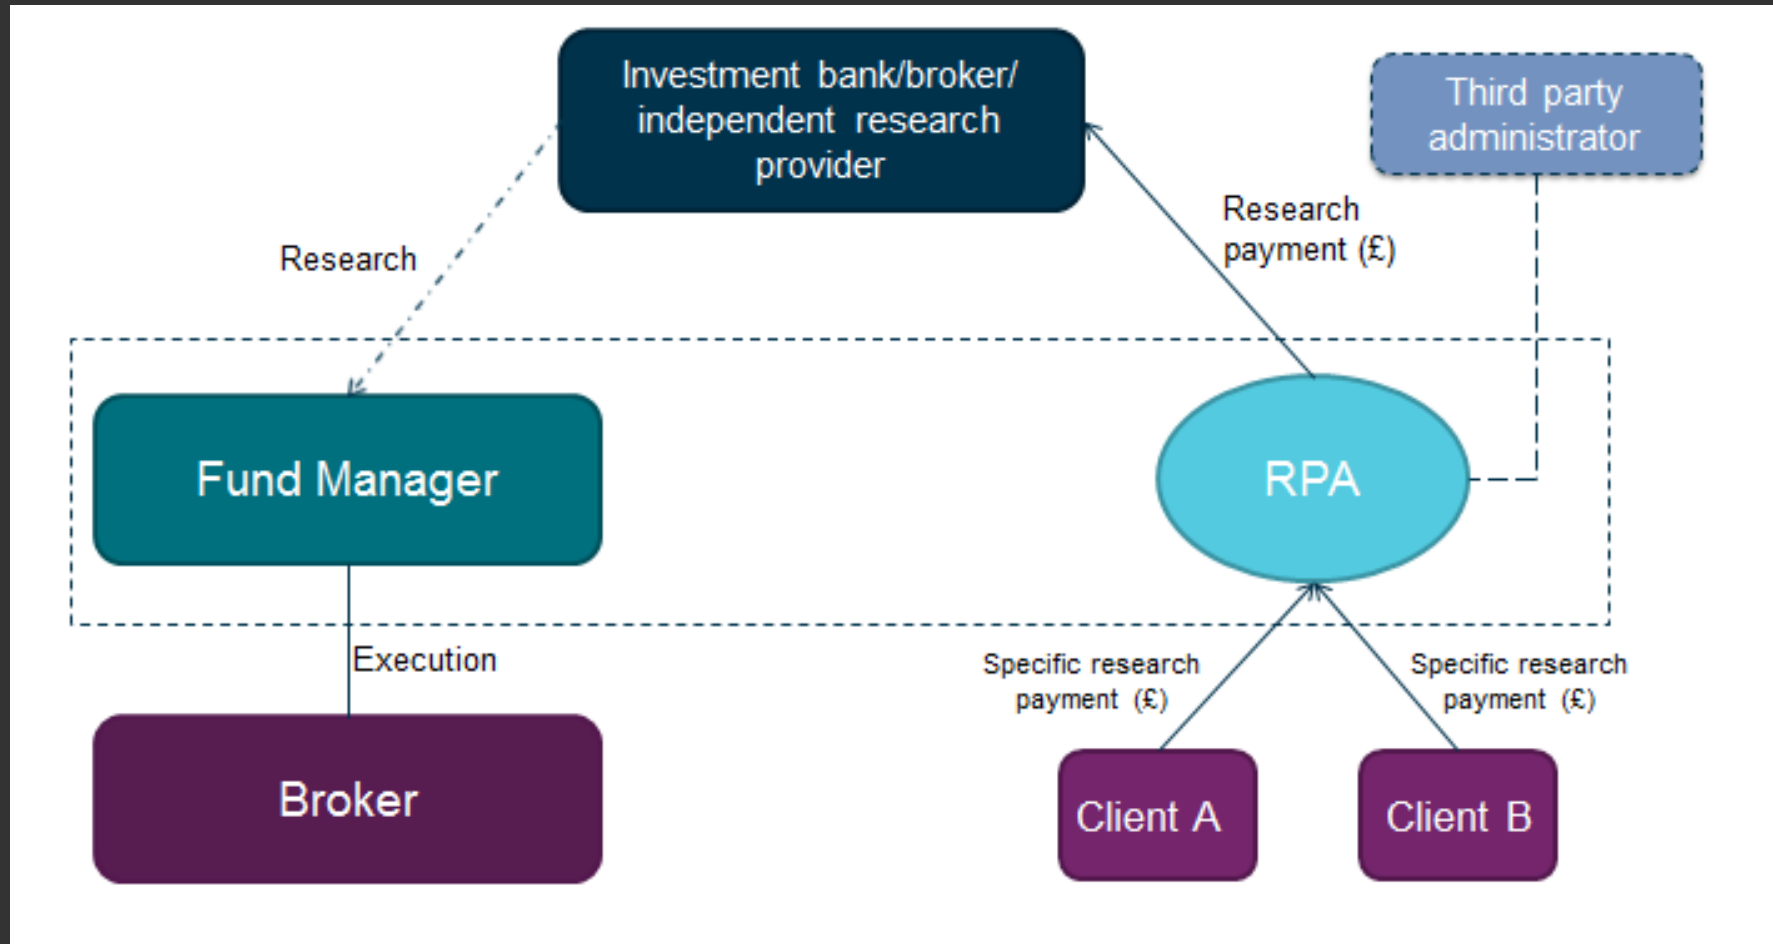 Investment bank/broker/
independent research
provider
Third party
administrator
Research
payment (£)
Research
Fund Manager
RPA
Execution
Specific research
payment (£)
Specific research
payment (£)
Broker
Client A
Client B